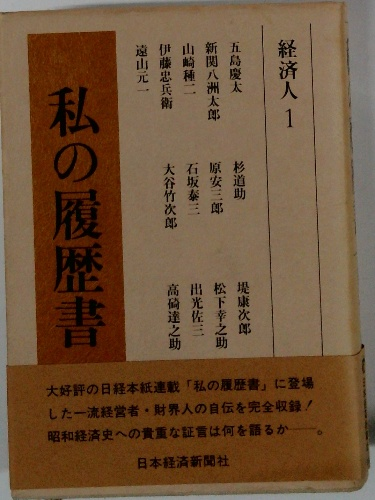 経済人 1
五島慶太
杉道助
堤康次郎
新関八洲太郎
原安三郎
松下幸之助
山崎種二
石坂泰三
出光佐三
伊藤忠兵衛
大谷竹次郎
高碕達之助
遠山元一
私の履歴書
大好評の日経本紙連載「私の履歴書」に登場
した一流経営者・財界人の自伝を完全収録!
昭和経済史への貴重な証言は何を語るか――。
日本経済新聞社